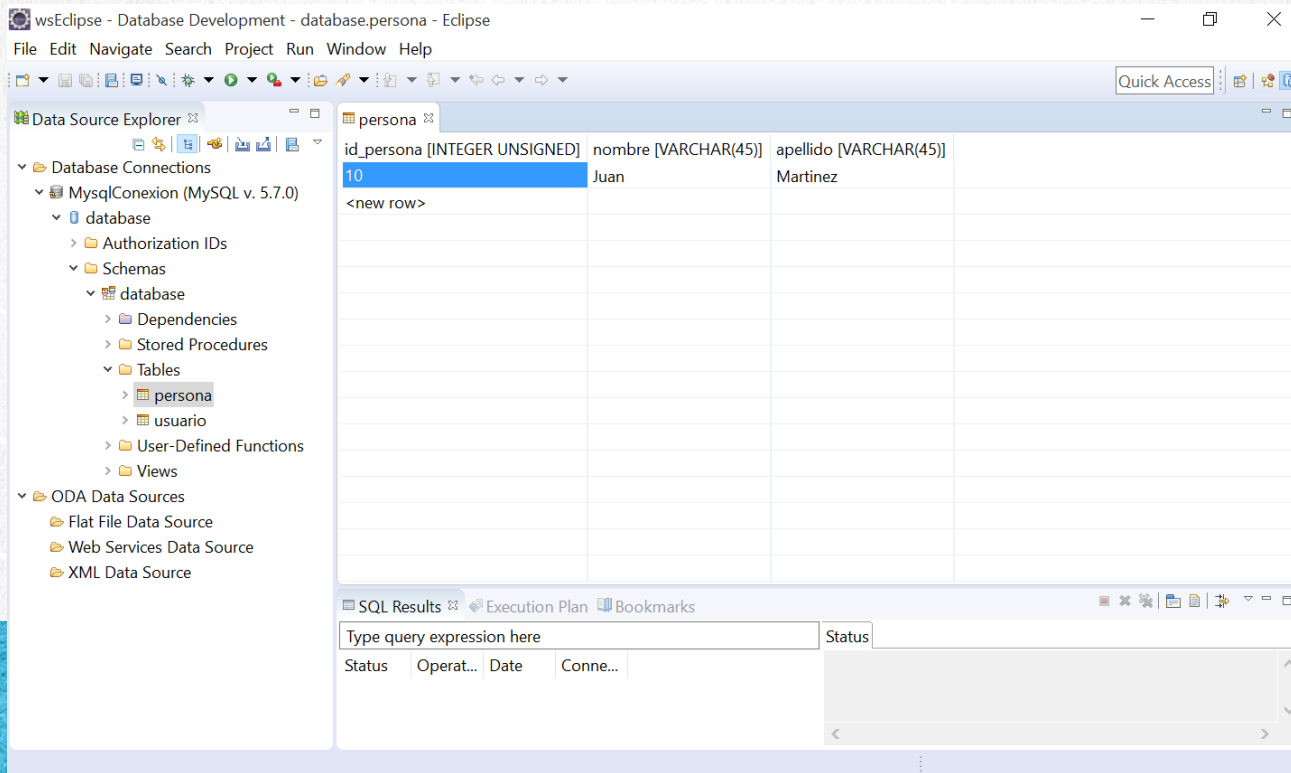 wsEclipse - Database Development - database.persona - Eclipse
File Edit Navigate Search Project Run Window Help
Quick Access
Data Source Explorer
Database Connections
MysqlConexion (MySQL v. 5.7.0)
database
Authorization IDs
Schemas
database
Dependencies
Stored Procedures
Tables
persona
usuario
User-Defined Functions
Views
ODA Data Sources
Flat File Data Source
Web Services Data Source
XML Data Source
persona
id_persona [INTEGER UNSIGNED] nombre [VARCHAR(45)] apellido [VARCHAR(45)]
10 Juan Martinez
<new row>
SQL Results Execution Plan Bookmarks
Type query expression here
Status Operat... Date Conne...
Status